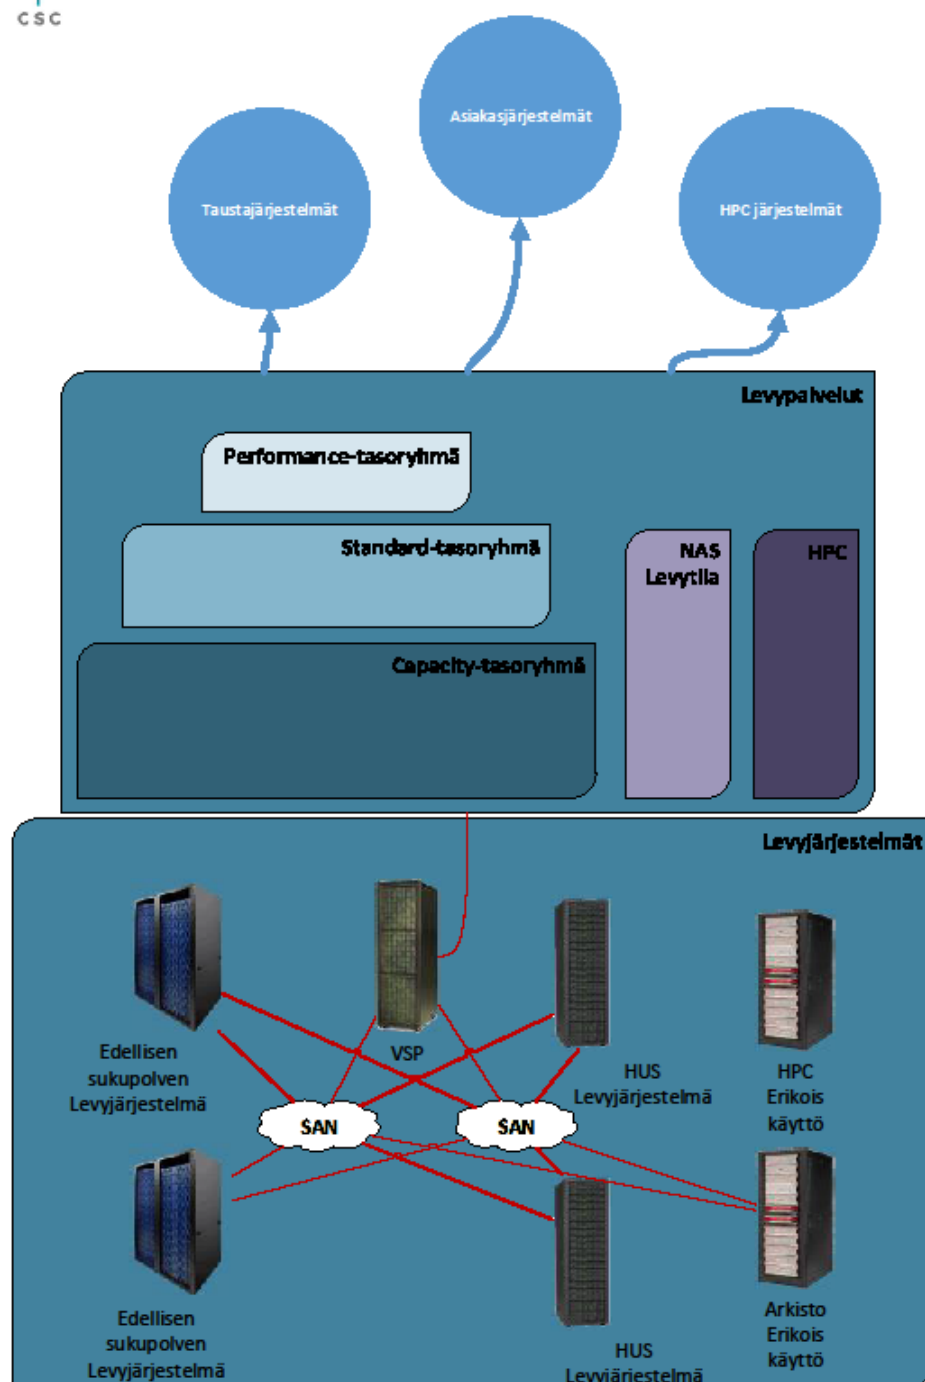 CSC
Asiakasjärjestelmät
Taustajärjestelmät
HPC järjestelmät
Levypalvelut
Performance-tasoryhmä
Standard-tasoryhmä
NAS
Levytila
HPC
Capacity-tasoryhmä
Levyjärjestelmät
Edellisen
sukupolven
Levyjärjestelmä
VSP
HUS
Levyjärjestelmä
HPC
Erikois
käyttö
SAN
SAN
Edellisen
sukupolven
Levyjärjestelmä
HUS
Levyjärjestelmä
Arkisto
Erikois
käyttö